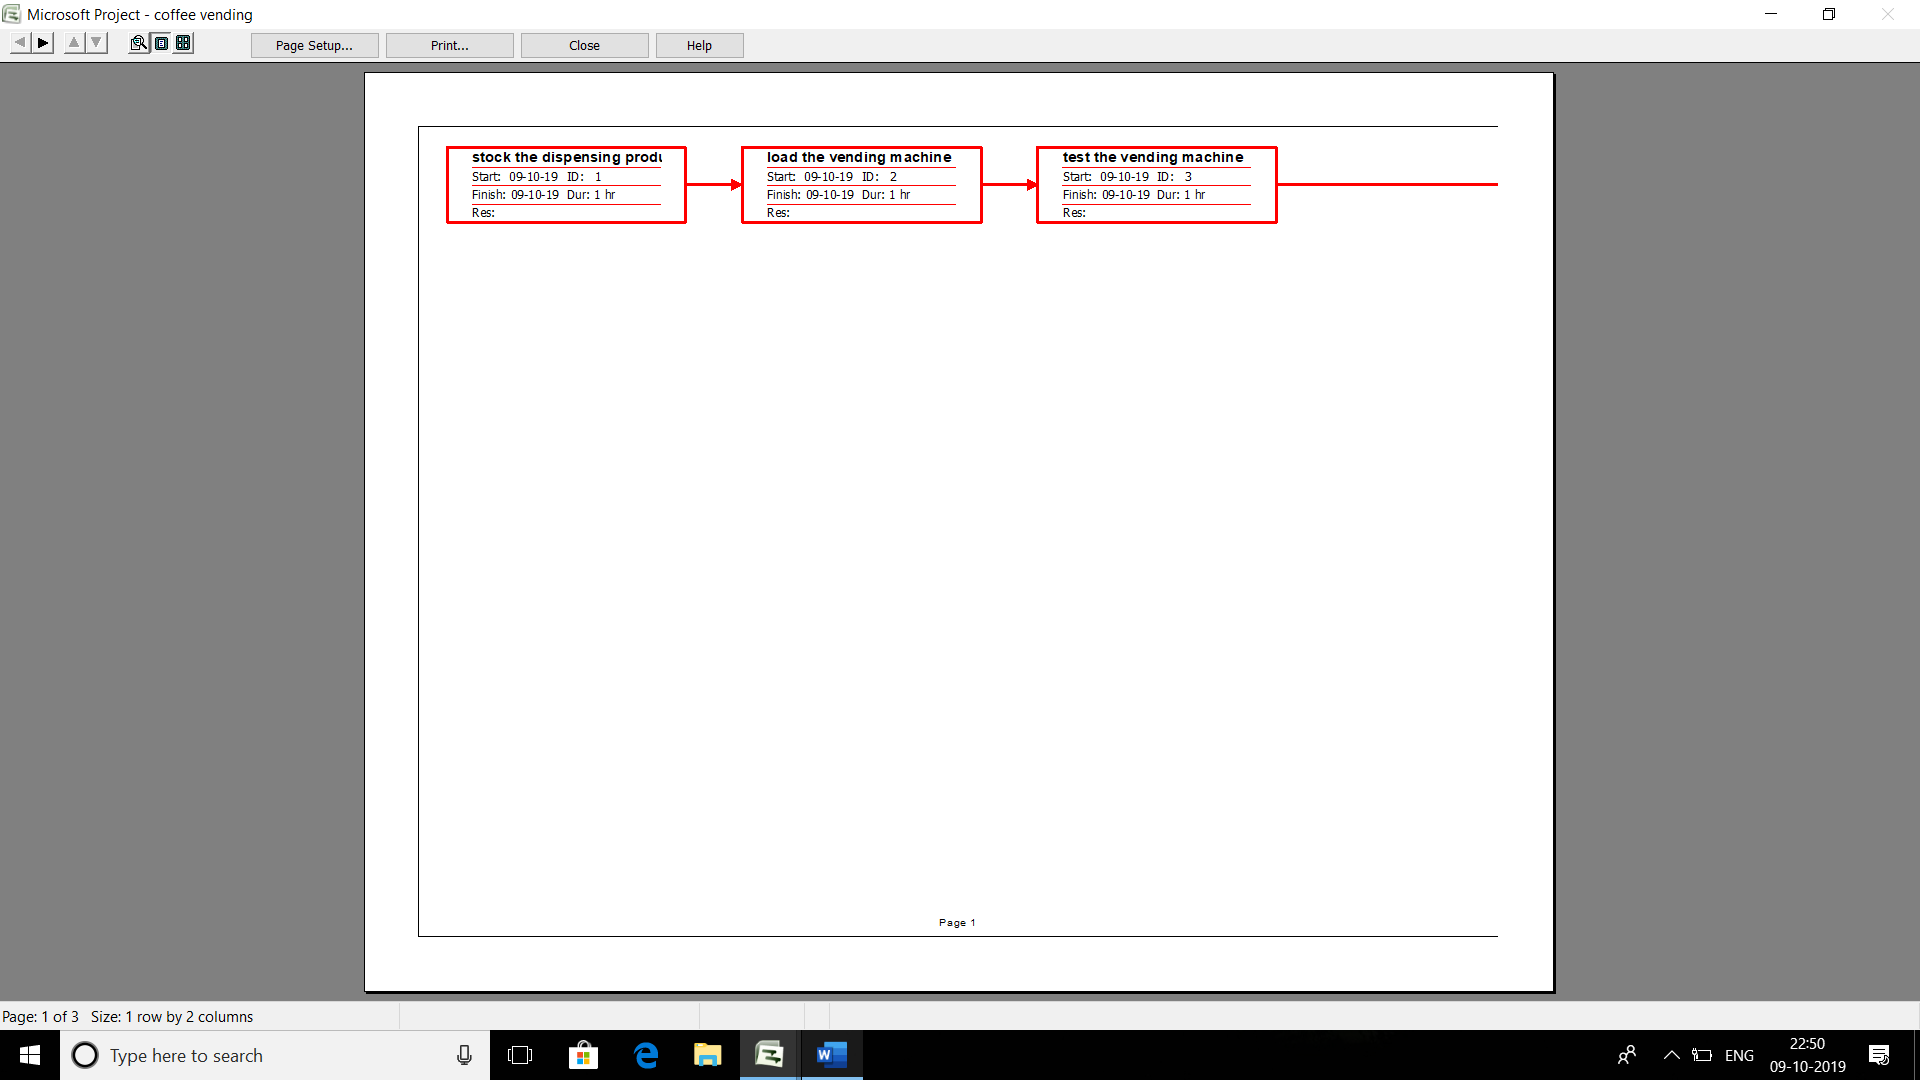 Microsoft Project - coffee vending
Page Setup... Print... Close Help
stock the dispensing produ
Start: 09-10-19 ID: 1
Finish: 09-10-19 Dur: 1 hr
Res:
load the vending machine
Start: 09-10-19 ID: 2
Finish: 09-10-19 Dur: 1 hr
Res:
test the vending machine
Start: 09-10-19 ID: 3
Finish: 09-10-19 Dur: 1 hr
Res:
Page 1
Page: 1 of 3 Size: 1 row by 2 columns
Type here to search
ENG
22:50
09-10-2019